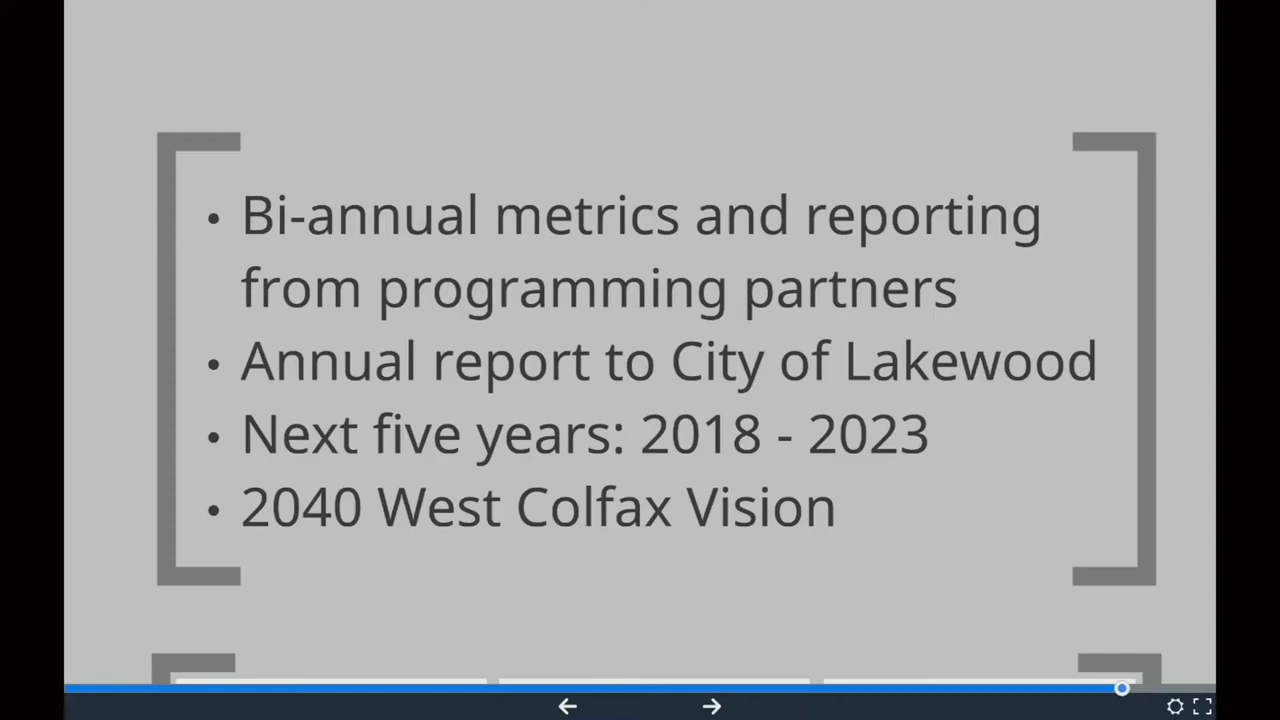 • Bi-annual metrics and reporting
from programming partners
• Annual report to City of Lakewood
• Next five years: 2018 - 2023
• 2040 West Colfax Vision